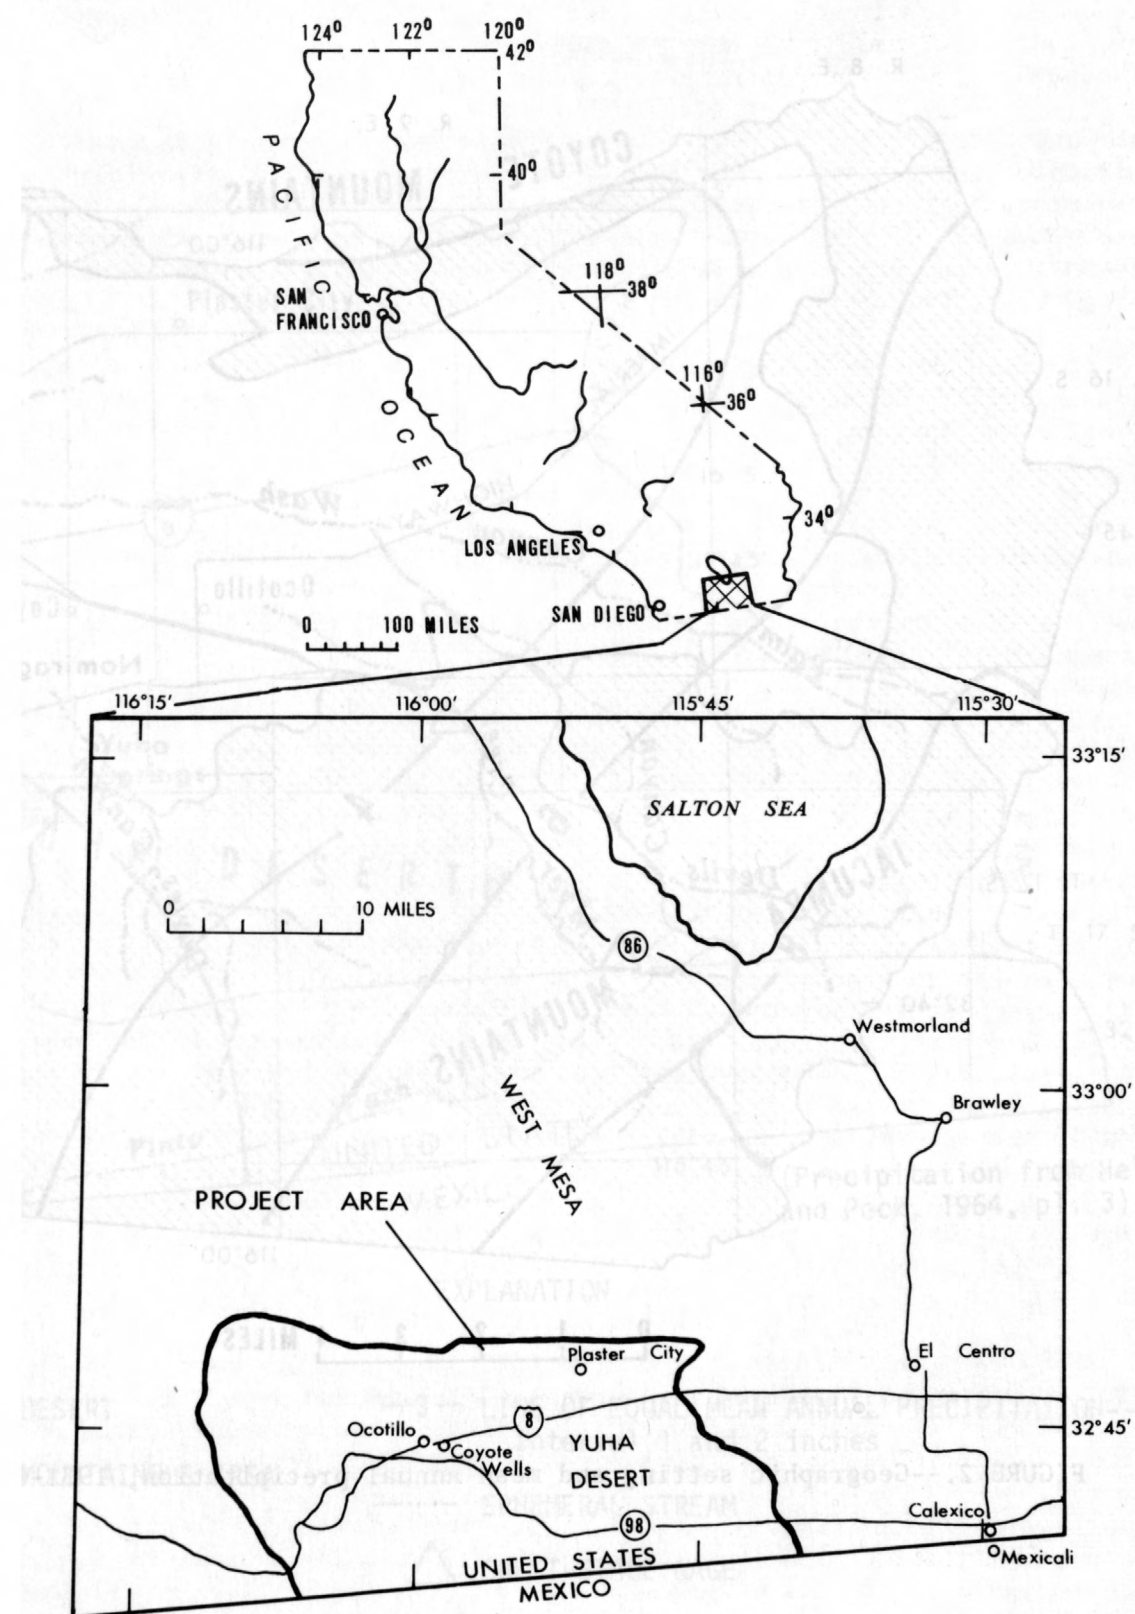 124° 122° 120°
42°
40°
PACIFIC
OCEAN
118°
38°
SAN
FRANCISCO
116°
36°
34°
LOS ANGELES
SAN DIEGO
0 100 MILES
116°15' 116°00' 115°45' 115°30'
33°15'
SALTON SEA
0 10 MILES
86
Westmorland
33°00'
Brawley
WEST MESA
PROJECT AREA
Plaster City
El Centro
8
32°45'
Ocotillo
Coyote
Wells
YUHA
DESERT
98
Calexico
UNITED STATES
MEXICO
Mexicali